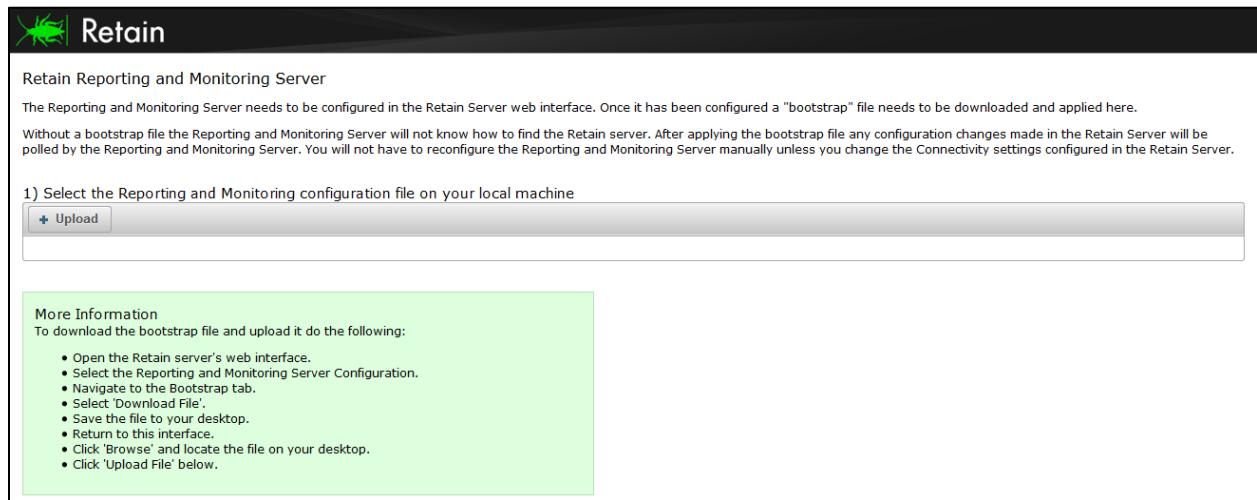 Retain
Retain Reporting and Monitoring Server
The Reporting and Monitoring Server needs to be configured in the Retain Server web interface. Once it has been configured a "bootstrap" file needs to be downloaded and applied here.
Without a bootstrap file the Reporting and Monitoring Server will not know how to find the Retain server. After applying the bootstrap file any configuration changes made in the Retain Server will be
polled by the Reporting and Monitoring Server. You will not have to reconfigure the Reporting and Monitoring Server manually unless you change the Connectivity settings configured in the Retain Server.
1) Select the Reporting and Monitoring configuration file on your local machine
+ Upload
More Information
To download the bootstrap file and upload it do the following:
• Open the Retain server's web interface.
• Select the Reporting and Monitoring Server Configuration.
• Navigate to the Bootstrap tab.
• Select 'Download File'.
• Save the file to your desktop.
• Return to this interface.
• Click 'Browse' and locate the file on your desktop.
• Click 'Upload File' below.